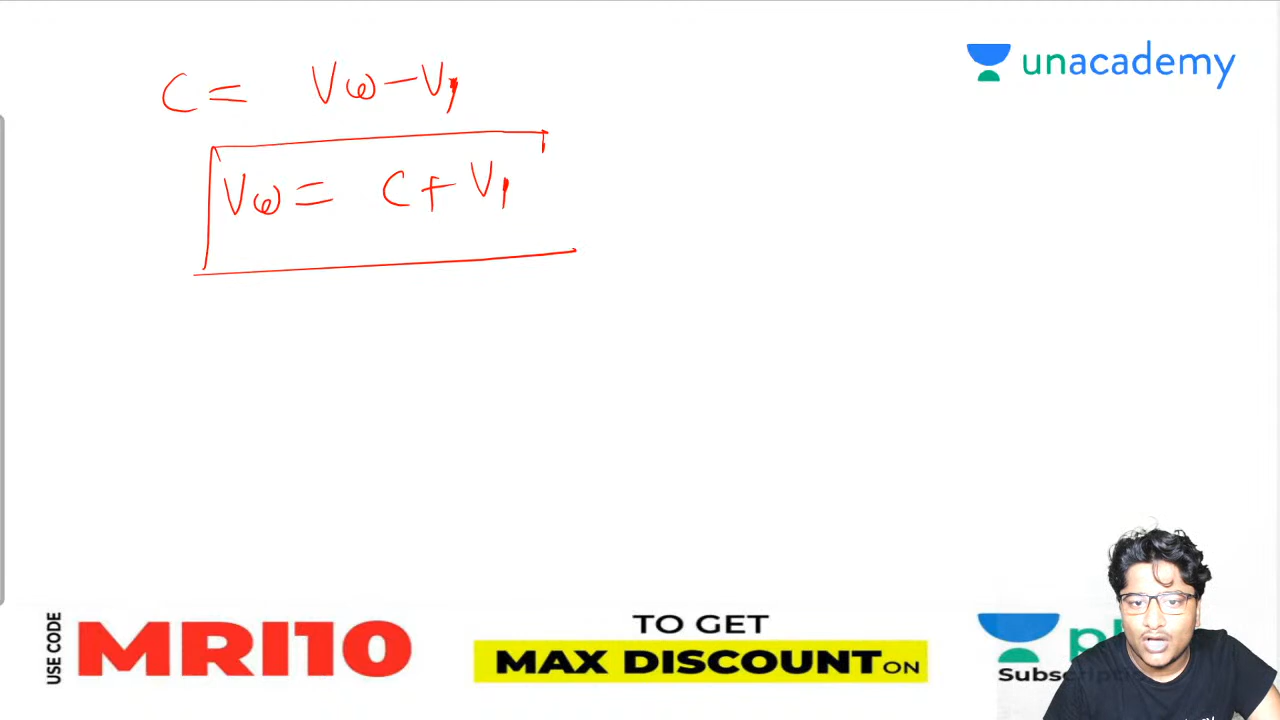 unacademy
C = Vω − V₁
Vω = C + V₁
USE CODE
MRI10
TO GET
MAX DISCOUNT ON